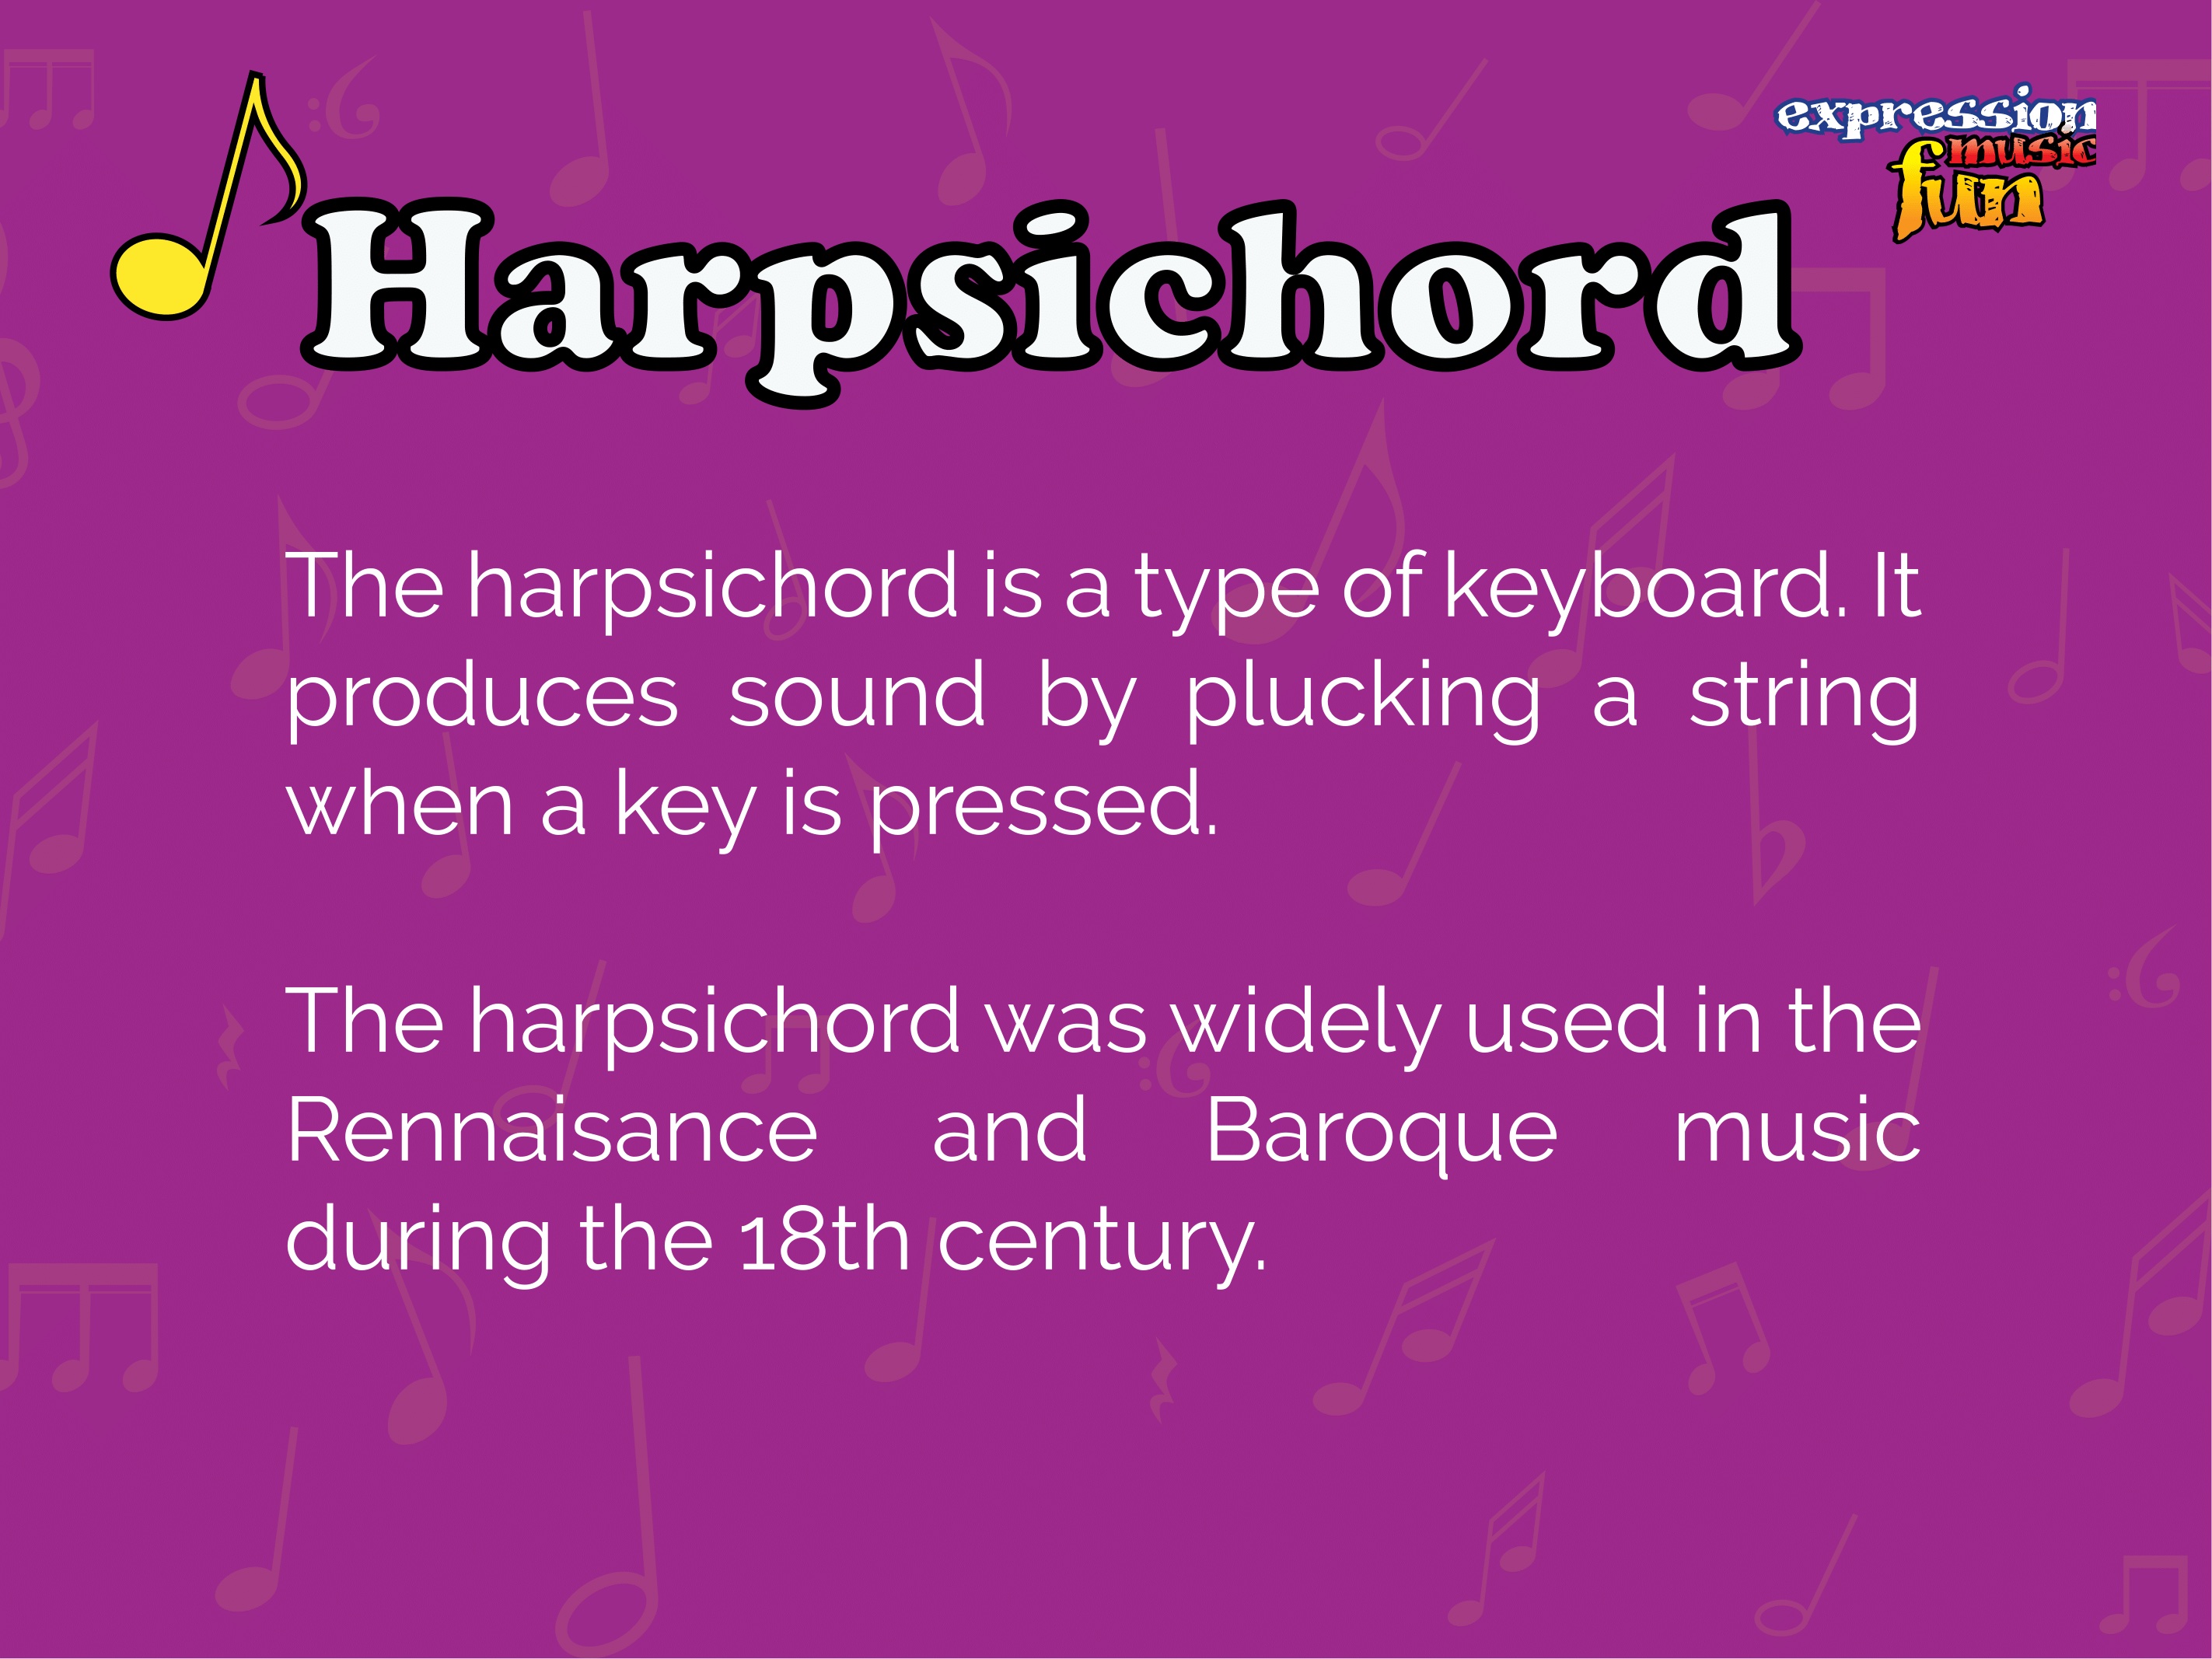 expression
music
fun
Harpsichord
The harpsichord is a type of keyboard. It
produces sound by plucking a string
when a key is pressed.
The harpsichord was widely used in the
Rennaisance and Baroque music
during the 18th century.